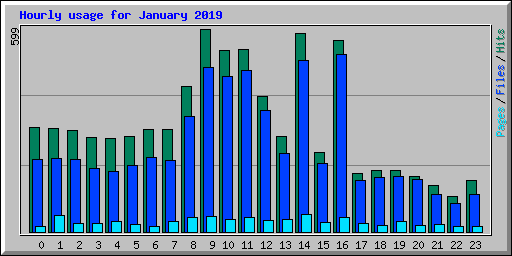 Hourly usage for January 2019
599
Pages / Files / Hits
0 1 2 3 4 5 6 7 8 9 10 11 12 13 14 15 16 17 18 19 20 21 22 23